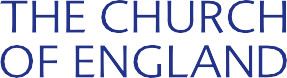 THE CHURCH
OF ENGLAND